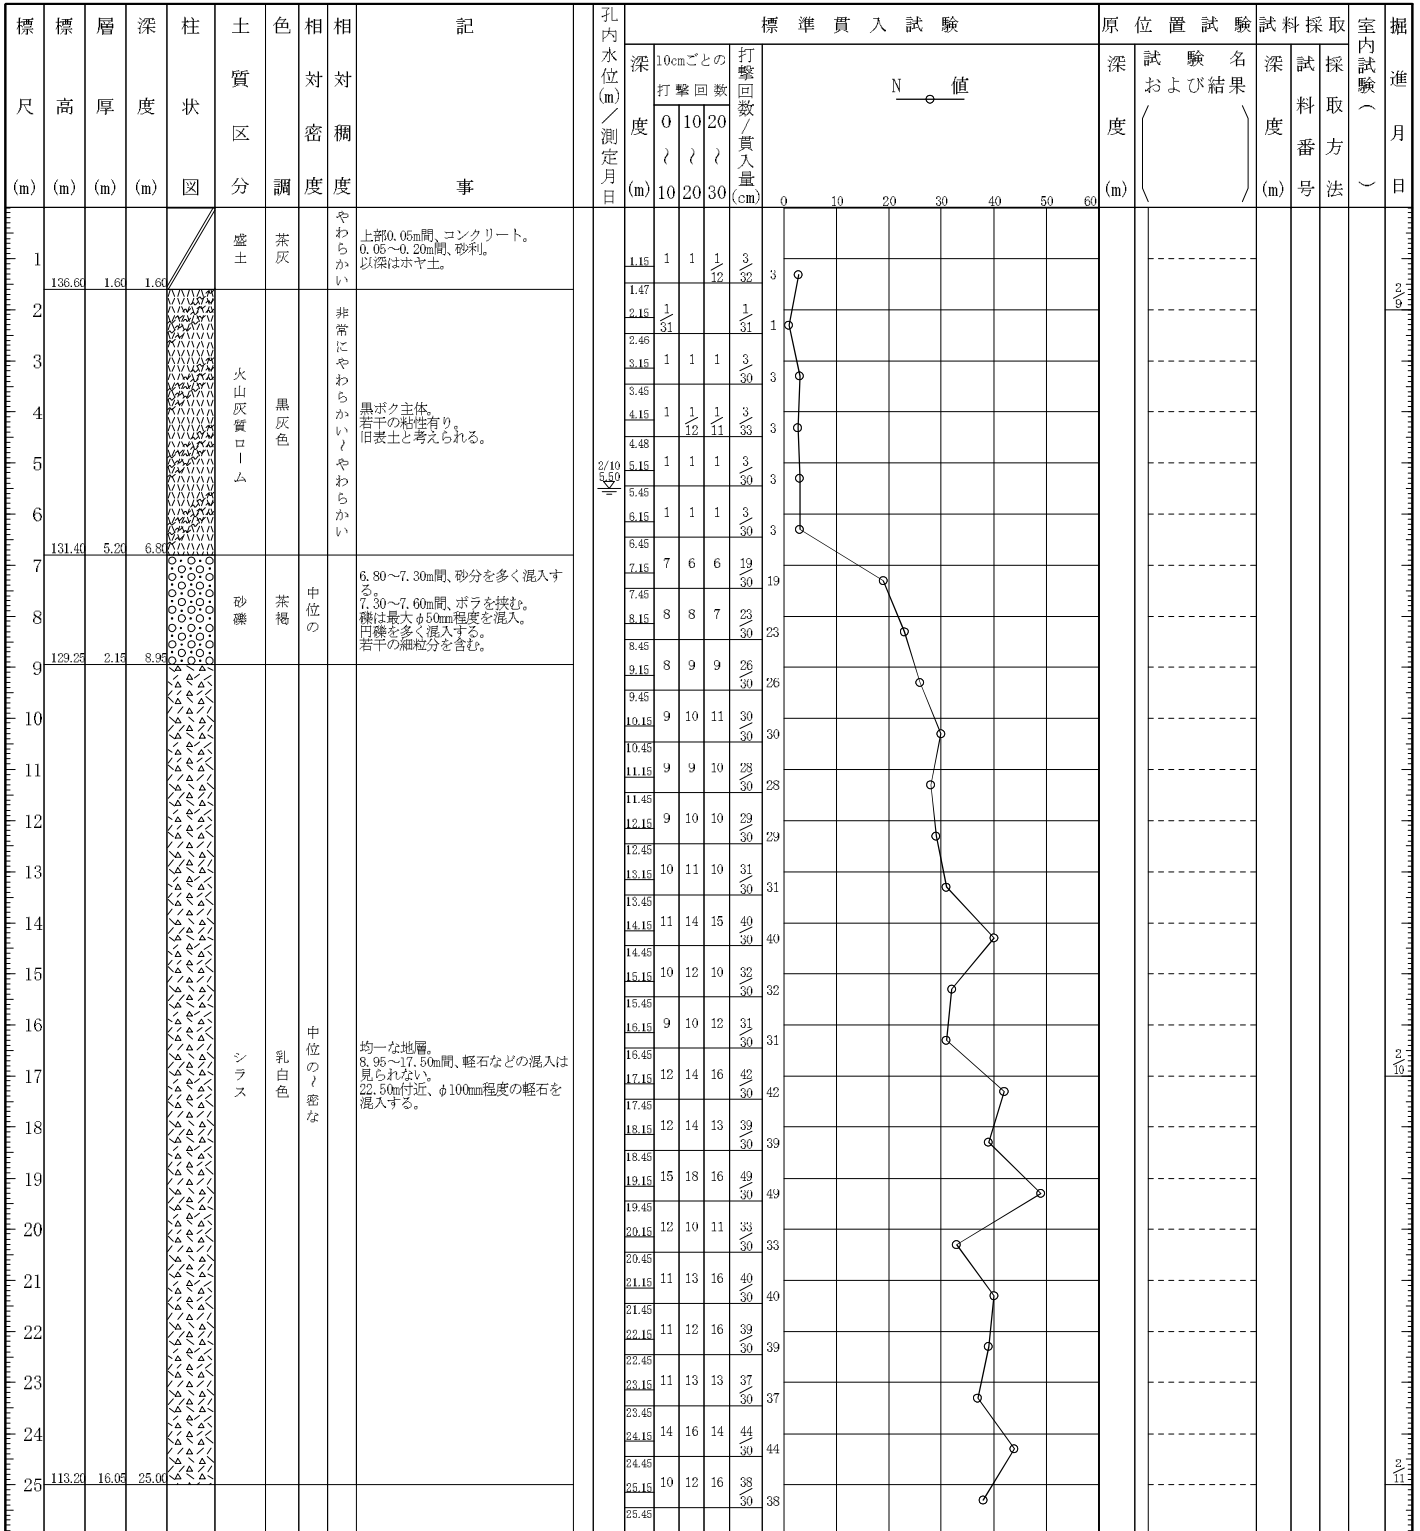 標尺(m) 標高(m) 層厚(m) 深度(m) 柱状図 土質区分 色調 相対密度 相対稠度 記事 孔内水位(m)／測定月日 標準貫入試験 原位置試験 試料採取 室内試験( ) 掘進月日
深度(m) 10cmごとの打撃回数 打撃回数／貫入量(cm) N 値 深度(m) 試験名および結果 深度(m) 試料番号 採取方法
0～10 10～20 20～30
0 10 20 30 40 50 60
136.60 1.60 1.60 盛土 茶灰 やわらかい
上部0.05m間、コンクリート。
0.05～0.20m間、砂利。
以深はホヤ土。
131.40 5.20 6.80 火山灰質ローム 黒灰色 非常にやわらかい～やわらかい
黒ボク主体。
若干の粘性有り。
旧表土と考えられる。
129.25 2.15 8.95 砂礫 茶褐 中位の
6.80～7.30m間、砂分を多く混入す
る。
7.30～7.60m間、ボラを挟む。
礫は最大φ50mm程度を混入。
円礫を多く混入する。
若干の細粒分を含む。
113.20 16.05 25.00 シラス 乳白色 中位の～密な
均一な地層。
8.95～17.50m間、軽石などの混入は
見られない。
22.50m付近、φ100mm程度の軽石を
混入する。
2/10
5.50
1 1.15 1 1 1/12 3/32 3
1.47
2 2.15 1/31 1/31 1 2/9
2.46
3 3.15 1 1 1 3/30 3
3.45
4 4.15 1 1/12 1/11 3/33 3
4.48
5 5.15 1 1 1 3/30 3
5.45
6 6.15 1 1 1 3/30 3
6.45
7 7.15 7 6 6 19/30 19
7.45
8 8.15 8 8 7 23/30 23
8.45
9 9.15 8 9 9 26/30 26
9.45
10 10.15 9 10 11 30/30 30
10.45
11 11.15 9 9 10 28/30 28
11.45
12 12.15 9 10 10 29/30 29
12.45
13 13.15 10 11 10 31/30 31
13.45
14 14.15 11 14 15 40/30 40
14.45
15 15.15 10 12 10 32/30 32
15.45
16 16.15 9 10 12 31/30 31
16.45
17 17.15 12 14 16 42/30 42 2/10
17.45
18 18.15 12 14 13 39/30 39
18.45
19 19.15 15 18 16 49/30 49
19.45
20 20.15 12 10 11 33/30 33
20.45
21 21.15 11 13 16 40/30 40
21.45
22 22.15 11 12 16 39/30 39
22.45
23 23.15 11 13 13 37/30 37
23.45
24 24.15 14 16 14 44/30 44
24.45
25 25.15 10 12 16 38/30 38 2/11
25.45